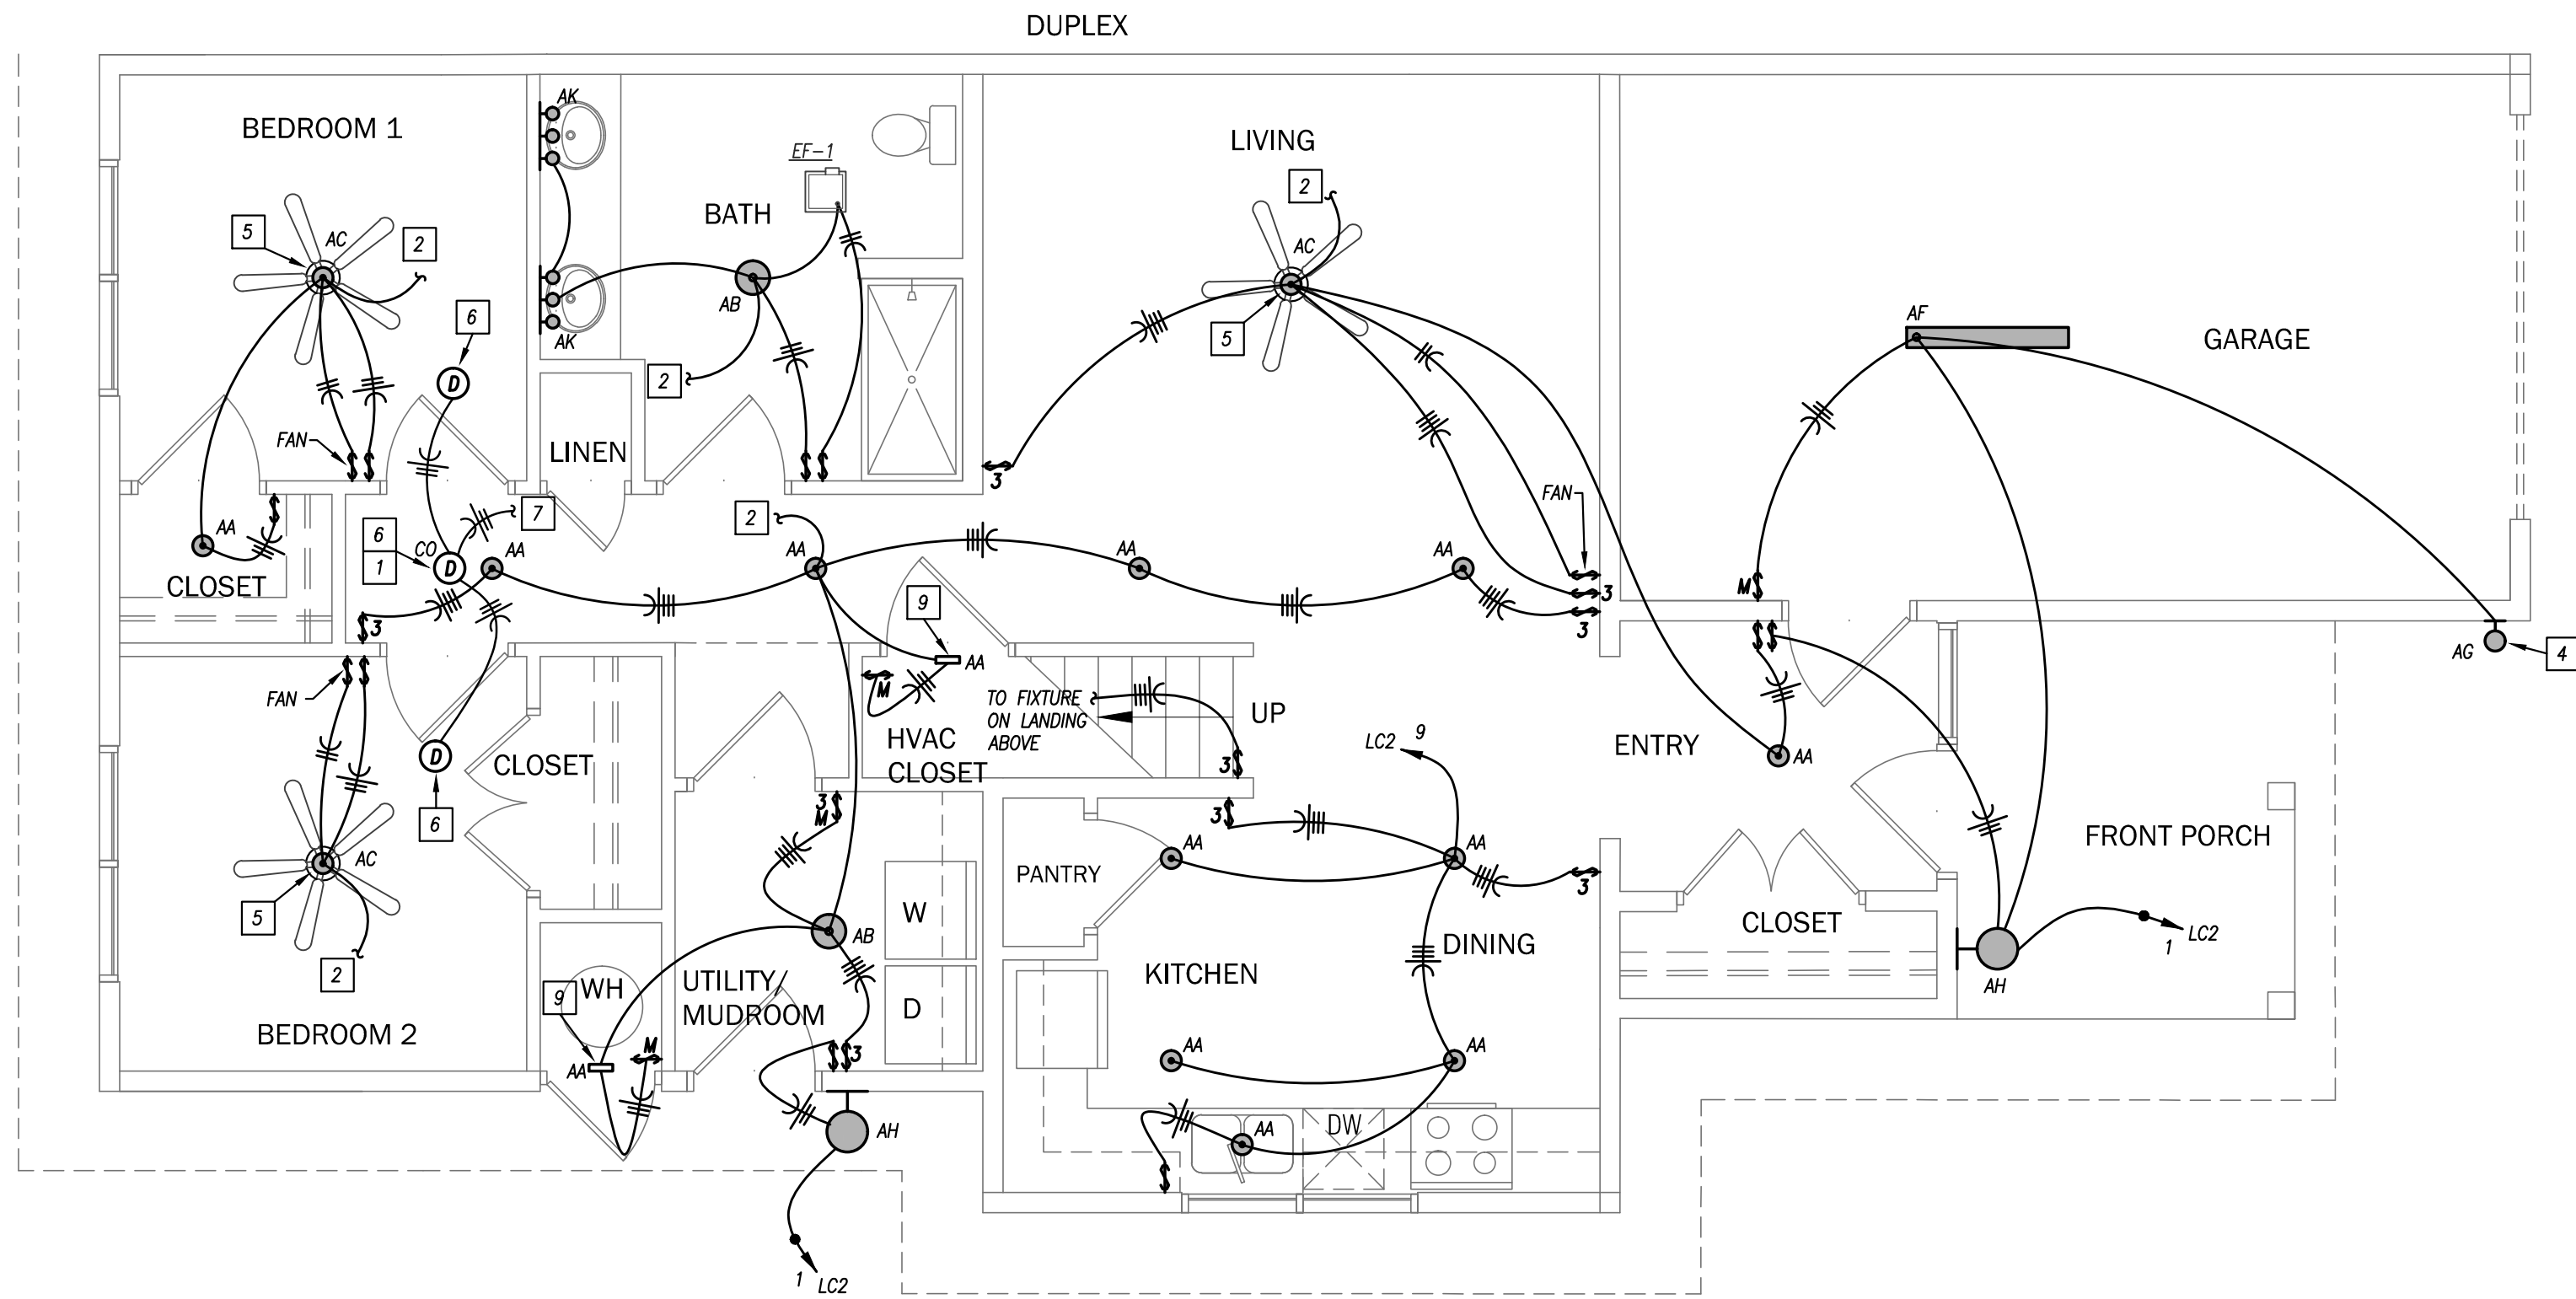 DUPLEX
BEDROOM 1
AK
EF-1
BATH
LIVING
2
5
AC
2
AC
AB
AK
6
D
2
5
AF
GARAGE
FAN
LINEN
FAN
AA
CLOSET
6
1
CO
D
7
AA
2
AA
AA
AA
3
3
3
3
M
9
AA
M
AG
4
FAN
D
6
CLOSET
HVAC
CLOSET
TO FIXTURE
ON LANDING
ABOVE
UP
3
LC2 9
ENTRY
AA
AC
5
2
BEDROOM 2
3
M
AB
W
D
PANTRY
3
AA
AA
3
FRONT PORCH
CLOSET
1 LC2
AH
DINING
KITCHEN
AA
AA
9
WH
UTILITY/
MUDROOM
M
AA
3
AH
AA
DW
1 LC2